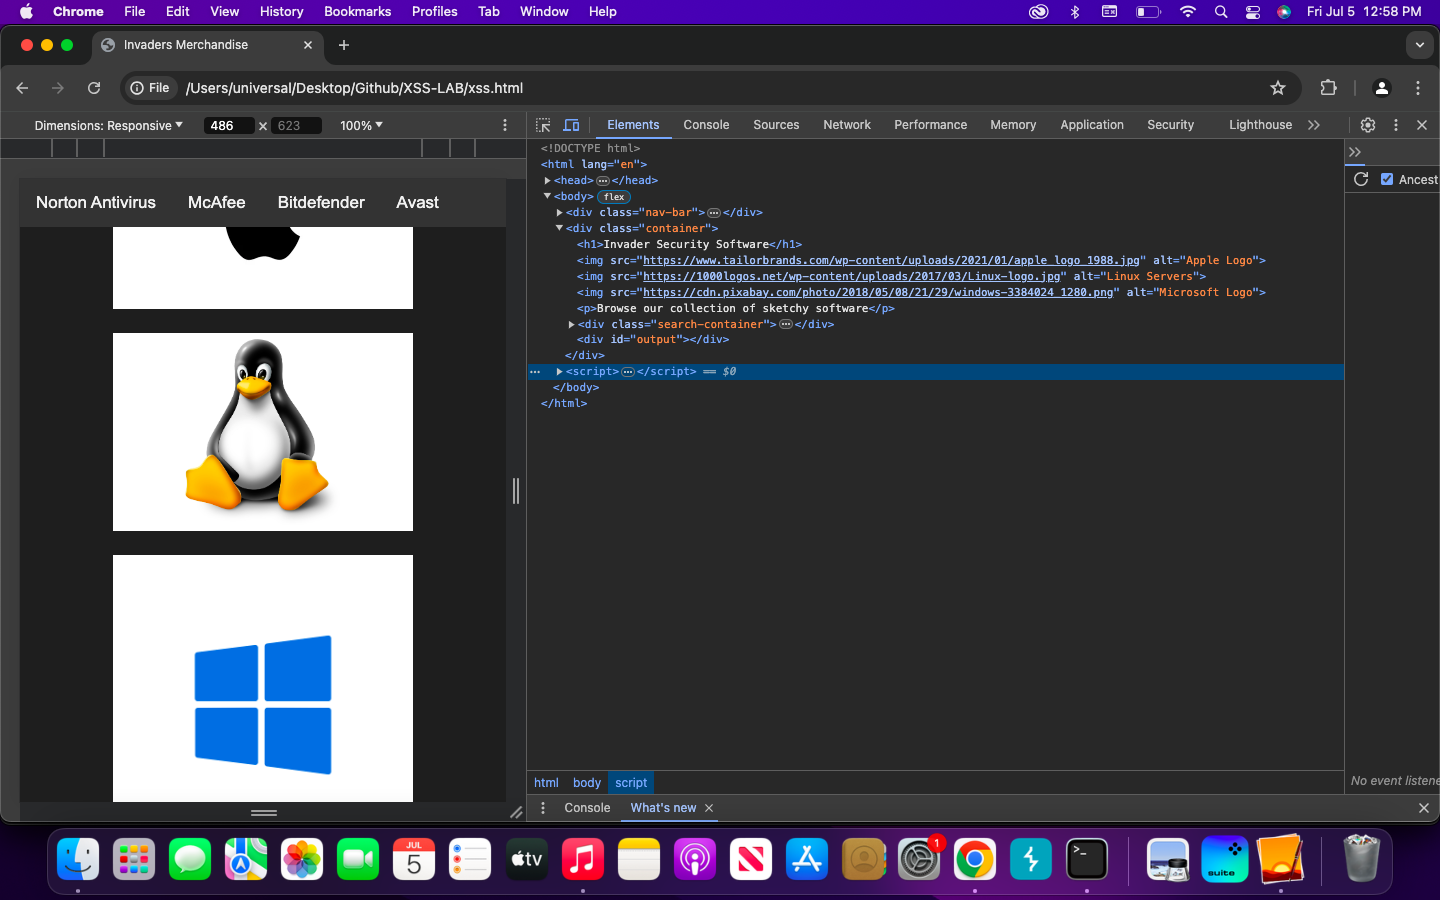 Chrome File Edit View History Bookmarks Profiles Tab Window Help Fri Jul 5 12:58 PM
Invaders Merchandise
File /Users/universal/Desktop/Github/XSS-LAB/xss.html
Dimensions: Responsive 486 x 623 100%
Elements Console Sources Network Performance Memory Application Security Lighthouse
<!DOCTYPE html>
<html lang="en">
<head> </head>
<body> flex
<div class="nav-bar"> </div>
<div class="container">
<h1>Invader Security Software</h1>
<img src="https://www.tailorbrands.com/wp-content/uploads/2021/01/apple_logo_1988.jpg" alt="Apple Logo">
<img src="https://1000logos.net/wp-content/uploads/2017/03/Linux-logo.jpg" alt="Linux Servers">
<img src="https://cdn.pixabay.com/photo/2018/05/08/21/29/windows-3384024_1280.png" alt="Microsoft Logo">
<p>Browse our collection of sketchy software</p>
<div class="search-container"> </div>
<div id="output"></div>
</div>
<script> </script> == $0
</body>
</html>
Ancest
Norton Antivirus McAfee Bitdefender Avast
No event listene
html body script
Console What's new
JUL
5
tv
1
>_
suite